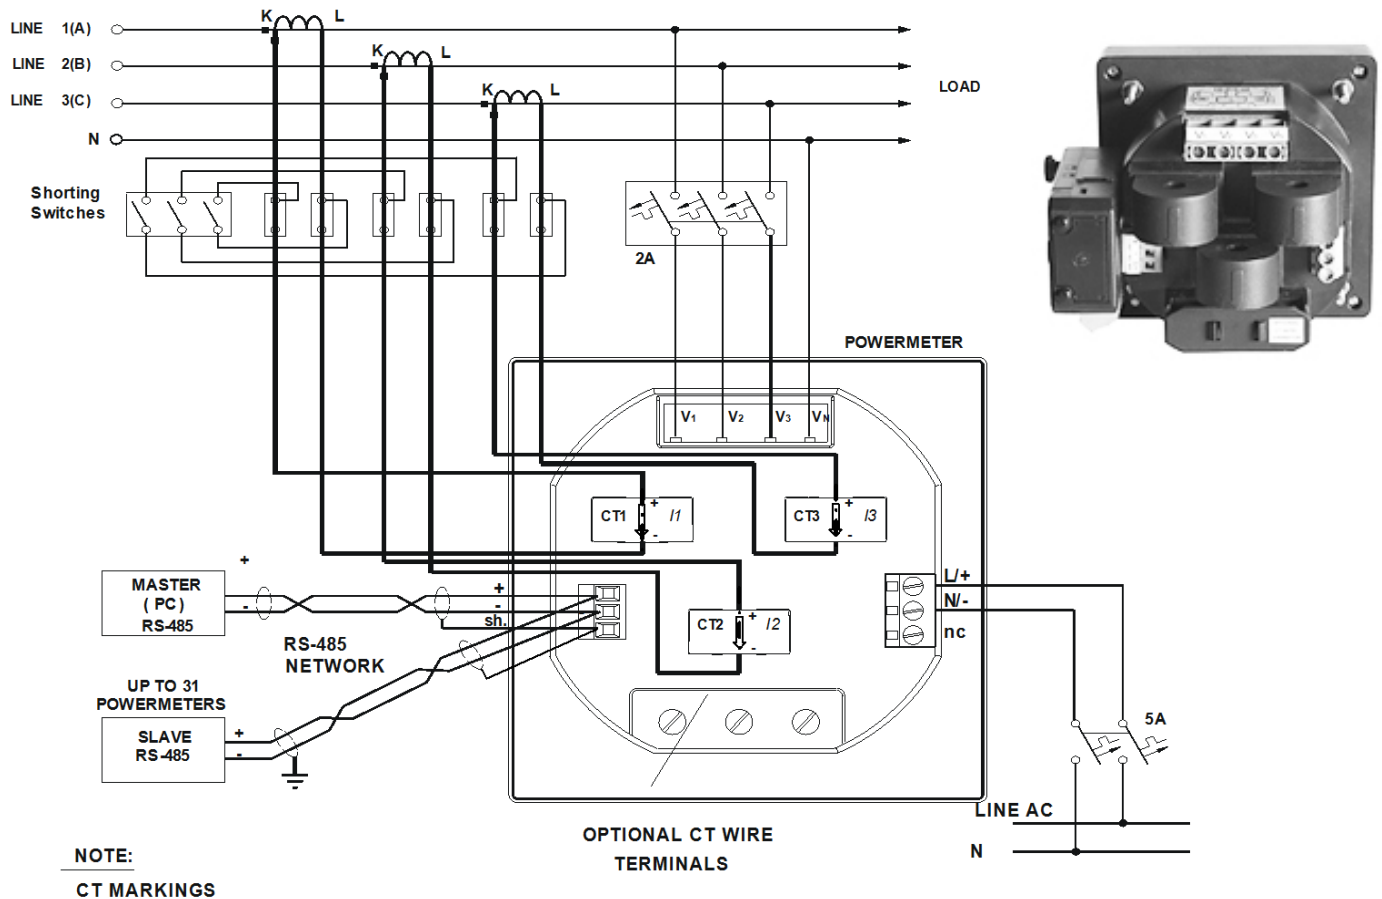 K L
LINE 1(A)
K L
LINE 2(B)
K L
LOAD
LINE 3(C)
N
Shorting
Switches
2A
POWERMETER
V1 V2 V3 VN
CT1 + I1 -
CT3 + I3 -
+
MASTER
( PC)
RS-485
-
+
-
sh.
L/+
N/-
nc
CT2 + I2 -
RS-485
NETWORK
UP TO 31
POWERMETERS
SLAVE
RS-485
+
-
5A
LINE AC
N
OPTIONAL CT WIRE
TERMINALS
NOTE:
CT MARKINGS